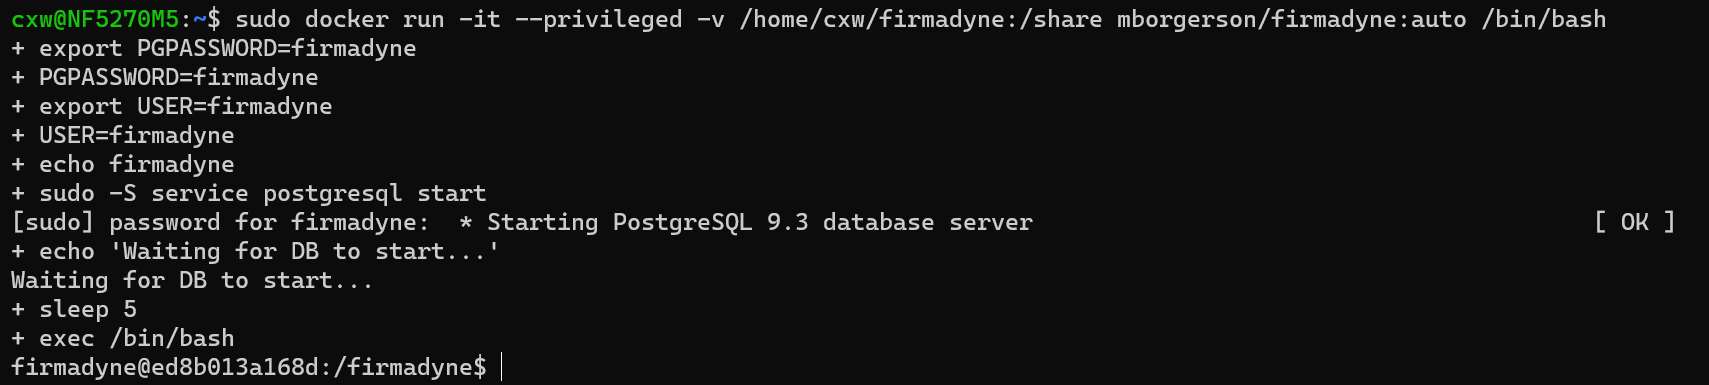 cxw@NF5270M5:~$ sudo docker run -it --privileged -v /home/cxw/firmadyne:/share mborgerson/firmadyne:auto /bin/bash
+ export PGPASSWORD=firmadyne
+ PGPASSWORD=firmadyne
+ export USER=firmadyne
+ USER=firmadyne
+ echo firmadyne
+ sudo -S service postgresql start
[sudo] password for firmadyne:  * Starting PostgreSQL 9.3 database server [ OK ]
+ echo 'Waiting for DB to start...'
Waiting for DB to start...
+ sleep 5
+ exec /bin/bash
firmadyne@ed8b013a168d:/firmadyne$